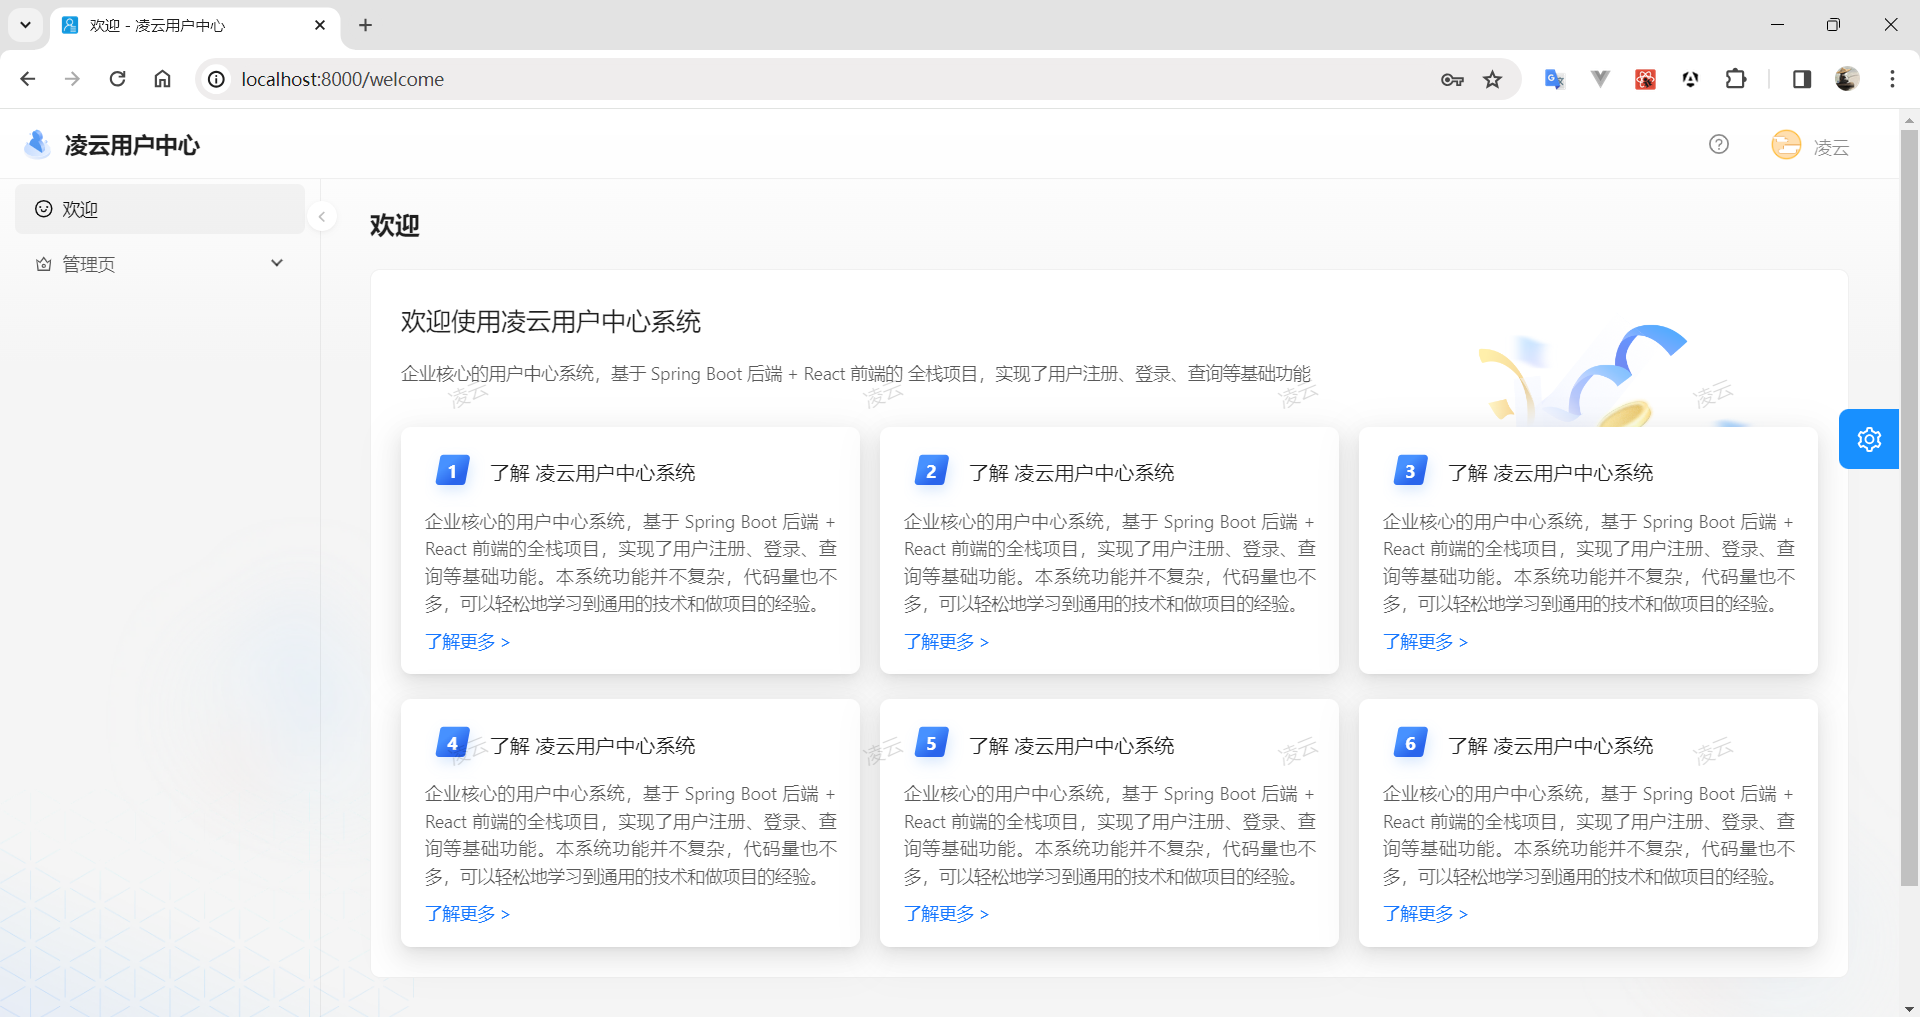 欢迎 - 凌云用户中心
localhost:8000/welcome
凌云用户中心
凌云
欢迎
管理页
欢迎
欢迎使用凌云用户中心系统
企业核心的用户中心系统，基于 Spring Boot 后端 + React 前端的 全栈项目，实现了用户注册、登录、查询等基础功能
凌云 凌云 凌云 凌云
1 了解 凌云用户中心系统
企业核心的用户中心系统，基于 Spring Boot 后端 +
React 前端的全栈项目，实现了用户注册、登录、查
询等基础功能。本系统功能并不复杂，代码量也不
多，可以轻松地学习到通用的技术和做项目的经验。
了解更多 >
2 了解 凌云用户中心系统
企业核心的用户中心系统，基于 Spring Boot 后端 +
React 前端的全栈项目，实现了用户注册、登录、查
询等基础功能。本系统功能并不复杂，代码量也不
多，可以轻松地学习到通用的技术和做项目的经验。
了解更多 >
3 了解 凌云用户中心系统
企业核心的用户中心系统，基于 Spring Boot 后端 +
React 前端的全栈项目，实现了用户注册、登录、查
询等基础功能。本系统功能并不复杂，代码量也不
多，可以轻松地学习到通用的技术和做项目的经验。
了解更多 >
4 了解 凌云用户中心系统
企业核心的用户中心系统，基于 Spring Boot 后端 +
React 前端的全栈项目，实现了用户注册、登录、查
询等基础功能。本系统功能并不复杂，代码量也不
多，可以轻松地学习到通用的技术和做项目的经验。
了解更多 >
5 了解 凌云用户中心系统
企业核心的用户中心系统，基于 Spring Boot 后端 +
React 前端的全栈项目，实现了用户注册、登录、查
询等基础功能。本系统功能并不复杂，代码量也不
多，可以轻松地学习到通用的技术和做项目的经验。
了解更多 >
6 了解 凌云用户中心系统
企业核心的用户中心系统，基于 Spring Boot 后端 +
React 前端的全栈项目，实现了用户注册、登录、查
询等基础功能。本系统功能并不复杂，代码量也不
多，可以轻松地学习到通用的技术和做项目的经验。
了解更多 >
凌云 凌云 凌云 凌云